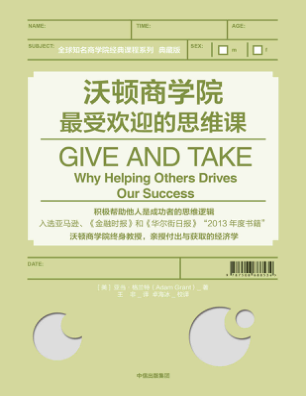 NAME: TIME: AGE:
SUBJECT: 全球知名商学院经典课程系列 典藏版 SEX: M F
沃顿商学院
最受欢迎的思维课
GIVE AND TAKE
Why Helping Others Drives
Our Success
积极帮助他人是成功者的思维逻辑
入选亚马逊、《金融时报》和《华尔街日报》“2013年度书籍”
沃顿商学院终身教授，亲授付出与获取的经济学
DATE:
[美] 亚当·格兰特 (Adam Grant) _ 著
王 _ 译
中信出版集团